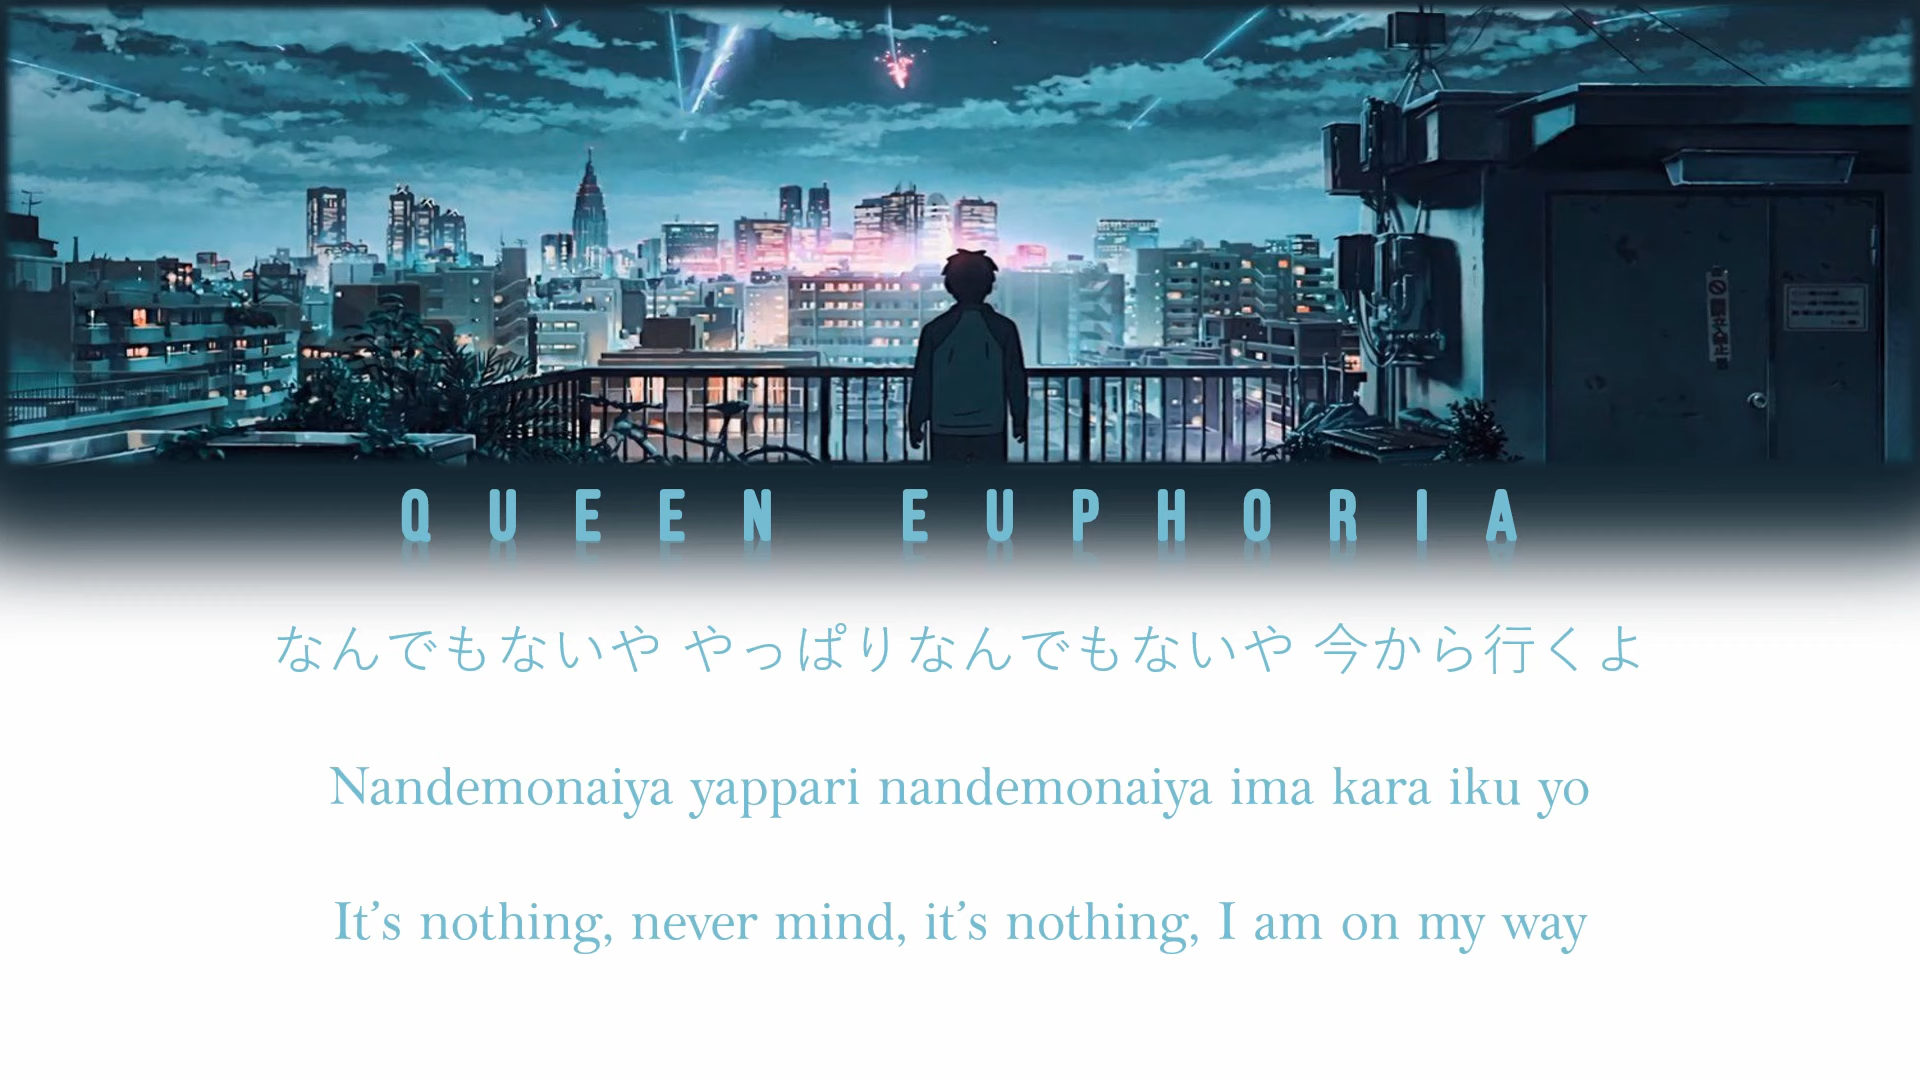 QUEEN EUPHORIA
なんでもないや やっぱりなんでもないや 今から行くよ
Nandemonaiya yappari nandemonaiya ima kara iku yo
It’s nothing, never mind, it’s nothing, I am on my way